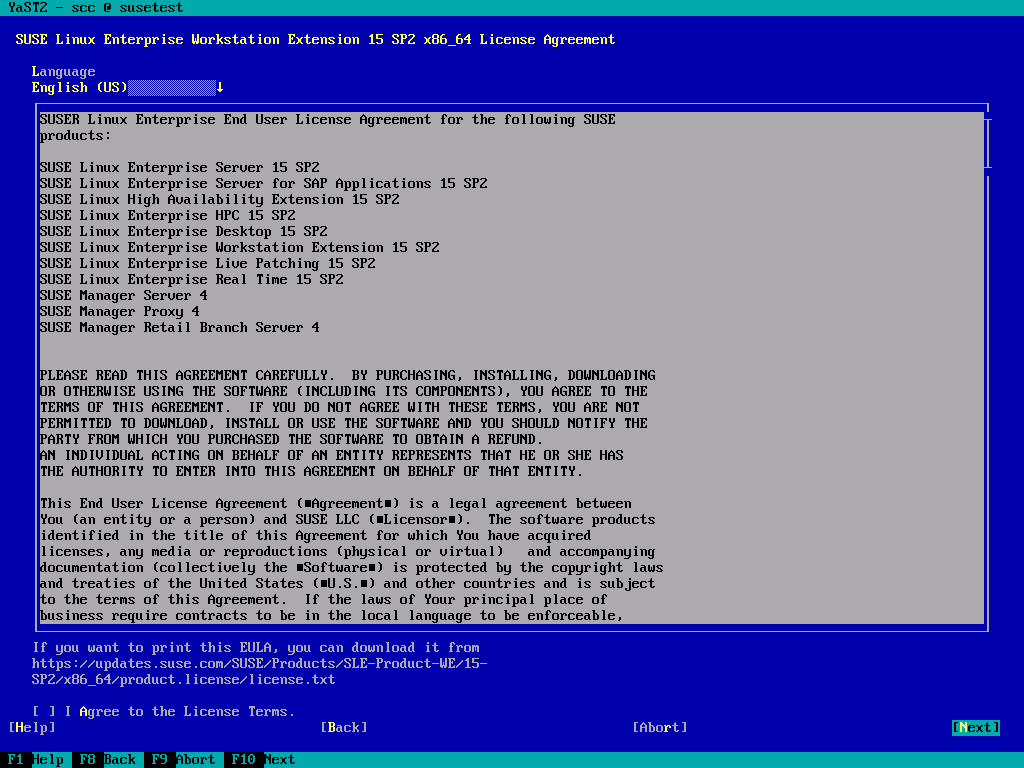 YaST2 - scc @ susetest
SUSE Linux Enterprise Workstation Extension 15 SP2 x86_64 License Agreement
Language
English (US)↓
SUSER Linux Enterprise End User License Agreement for the following SUSE
products:
SUSE Linux Enterprise Server 15 SP2
SUSE Linux Enterprise Server for SAP Applications 15 SP2
SUSE Linux High Availability Extension 15 SP2
SUSE Linux Enterprise HPC 15 SP2
SUSE Linux Enterprise Desktop 15 SP2
SUSE Linux Enterprise Workstation Extension 15 SP2
SUSE Linux Enterprise Live Patching 15 SP2
SUSE Linux Enterprise Real Time 15 SP2
SUSE Manager Server 4
SUSE Manager Proxy 4
SUSE Manager Retail Branch Server 4
PLEASE READ THIS AGREEMENT CAREFULLY.  BY PURCHASING, INSTALLING, DOWNLOADING
OR OTHERWISE USING THE SOFTWARE (INCLUDING ITS COMPONENTS), YOU AGREE TO THE
TERMS OF THIS AGREEMENT.  IF YOU DO NOT AGREE WITH THESE TERMS, YOU ARE NOT
PERMITTED TO DOWNLOAD, INSTALL OR USE THE SOFTWARE AND YOU SHOULD NOTIFY THE
PARTY FROM WHICH YOU PURCHASED THE SOFTWARE TO OBTAIN A REFUND.
AN INDIVIDUAL ACTING ON BEHALF OF AN ENTITY REPRESENTS THAT HE OR SHE HAS
THE AUTHORITY TO ENTER INTO THIS AGREEMENT ON BEHALF OF THAT ENTITY.
This End User License Agreement (■Agreement■) is a legal agreement between
You (an entity or a person) and SUSE LLC (■Licensor■).  The software products
identified in the title of this Agreement for which You have acquired
licenses, any media or reproductions (physical or virtual)   and accompanying
documentation (collectively the ■Software■) is protected by the copyright laws
and treaties of the United States (■U.S.■) and other countries and is subject
to the terms of this Agreement.  If the laws of Your principal place of
business require contracts to be in the local language to be enforceable,
If you want to print this EULA, you can download it from
https://updates.suse.com/SUSE/Products/SLE-Product-WE/15-
SP2/x86_64/product.license/license.txt
[ ] I Agree to the License Terms.
[Help] [Back] [Abort] [Next]
F1 Help F8 Back F9 Abort F10 Next